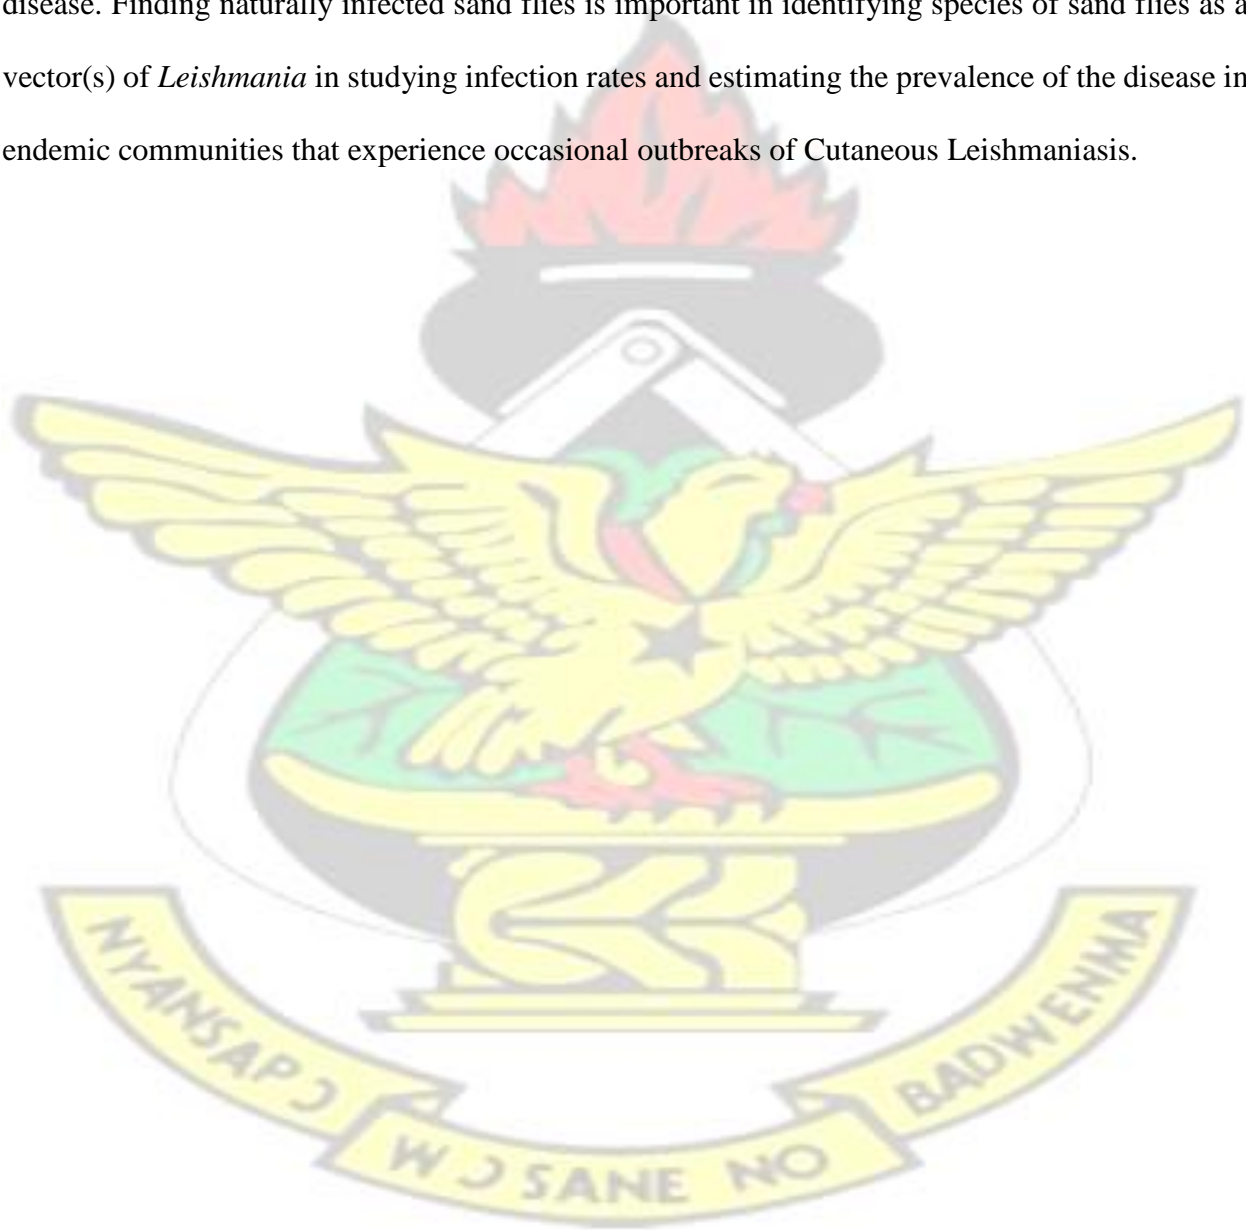 disease. Finding naturally infected sand flies is important in identifying species of sand flies as a
vector(s) of Leishmania in studying infection rates and estimating the prevalence of the disease in
endemic communities that experience occasional outbreaks of Cutaneous Leishmaniasis.
NYANSAPƆ
WƆSANE NO
BADWENMA